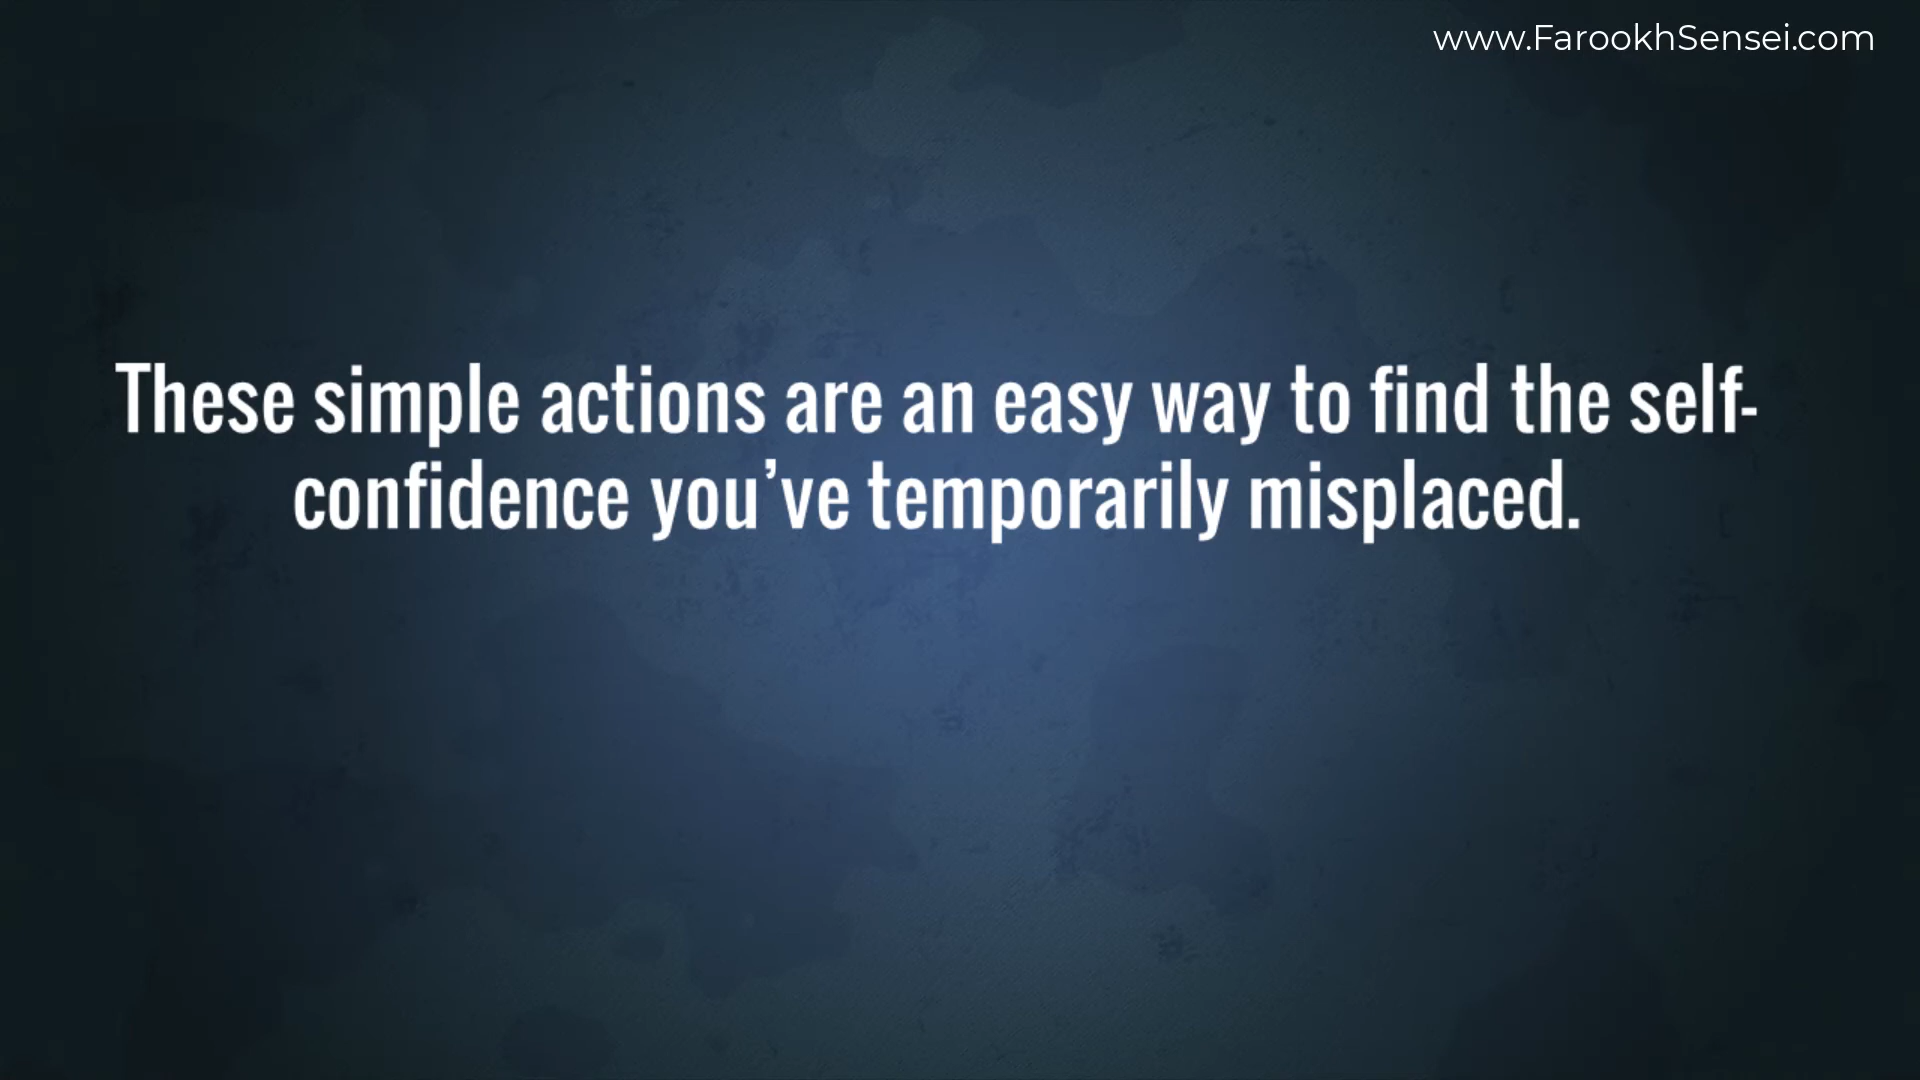 www.FarookhSensei.com
These simple actions are an easy way to find the self-
confidence you’ve temporarily misplaced.